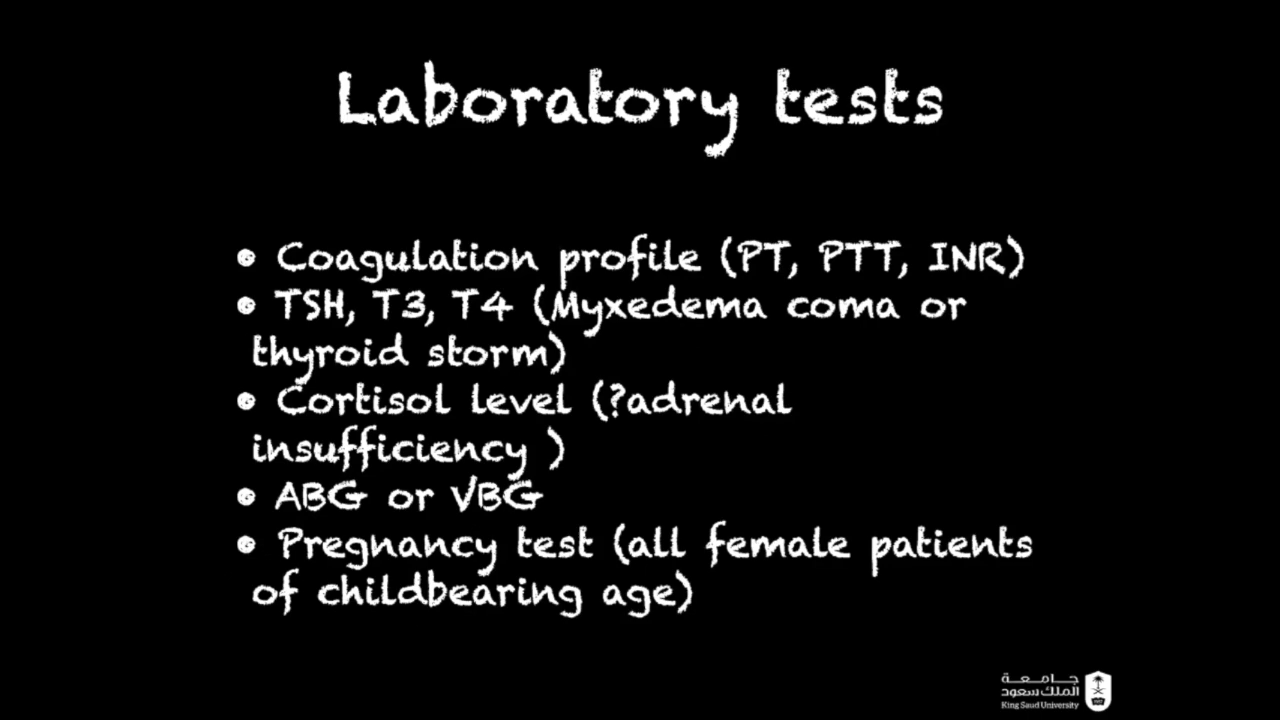 Laboratory tests
• Coagulation profile (PT, PTT, INR)
• TSH, T3, T4 (Myxedema coma or
thyroid storm)
• Cortisol level (?adrenal
insufficiency )
• ABG or VBG
• Pregnancy test (all female patients
of childbearing age)
جامعة
الملك سعود
King Saud University